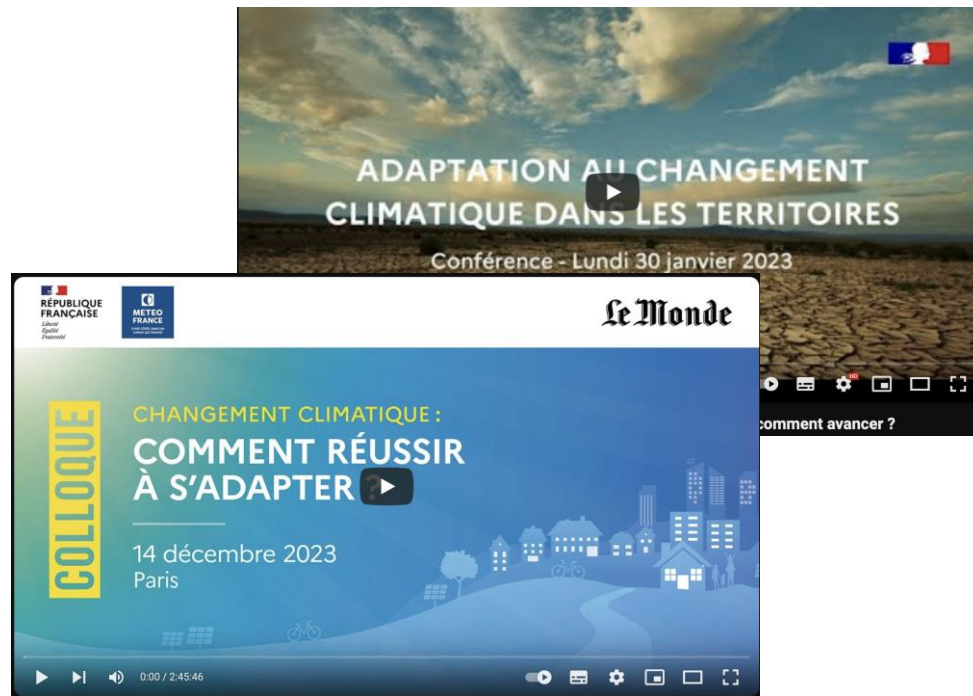 ADAPTATION AU CHANGEMENT
CLIMATIQUE DANS LES TERRITOIRES
Conférence - Lundi 30 janvier 2023
HD
comment avancer ?
RÉPUBLIQUE
FRANÇAISE
Liberté
Égalité
Fraternité
METEO
FRANCE
Le Monde
COLLOQUE
CHANGEMENT CLIMATIQUE :
COMMENT RÉUSSIR
À S'ADAPTER ?
14 décembre 2023
Paris
0:00 / 2:45:46